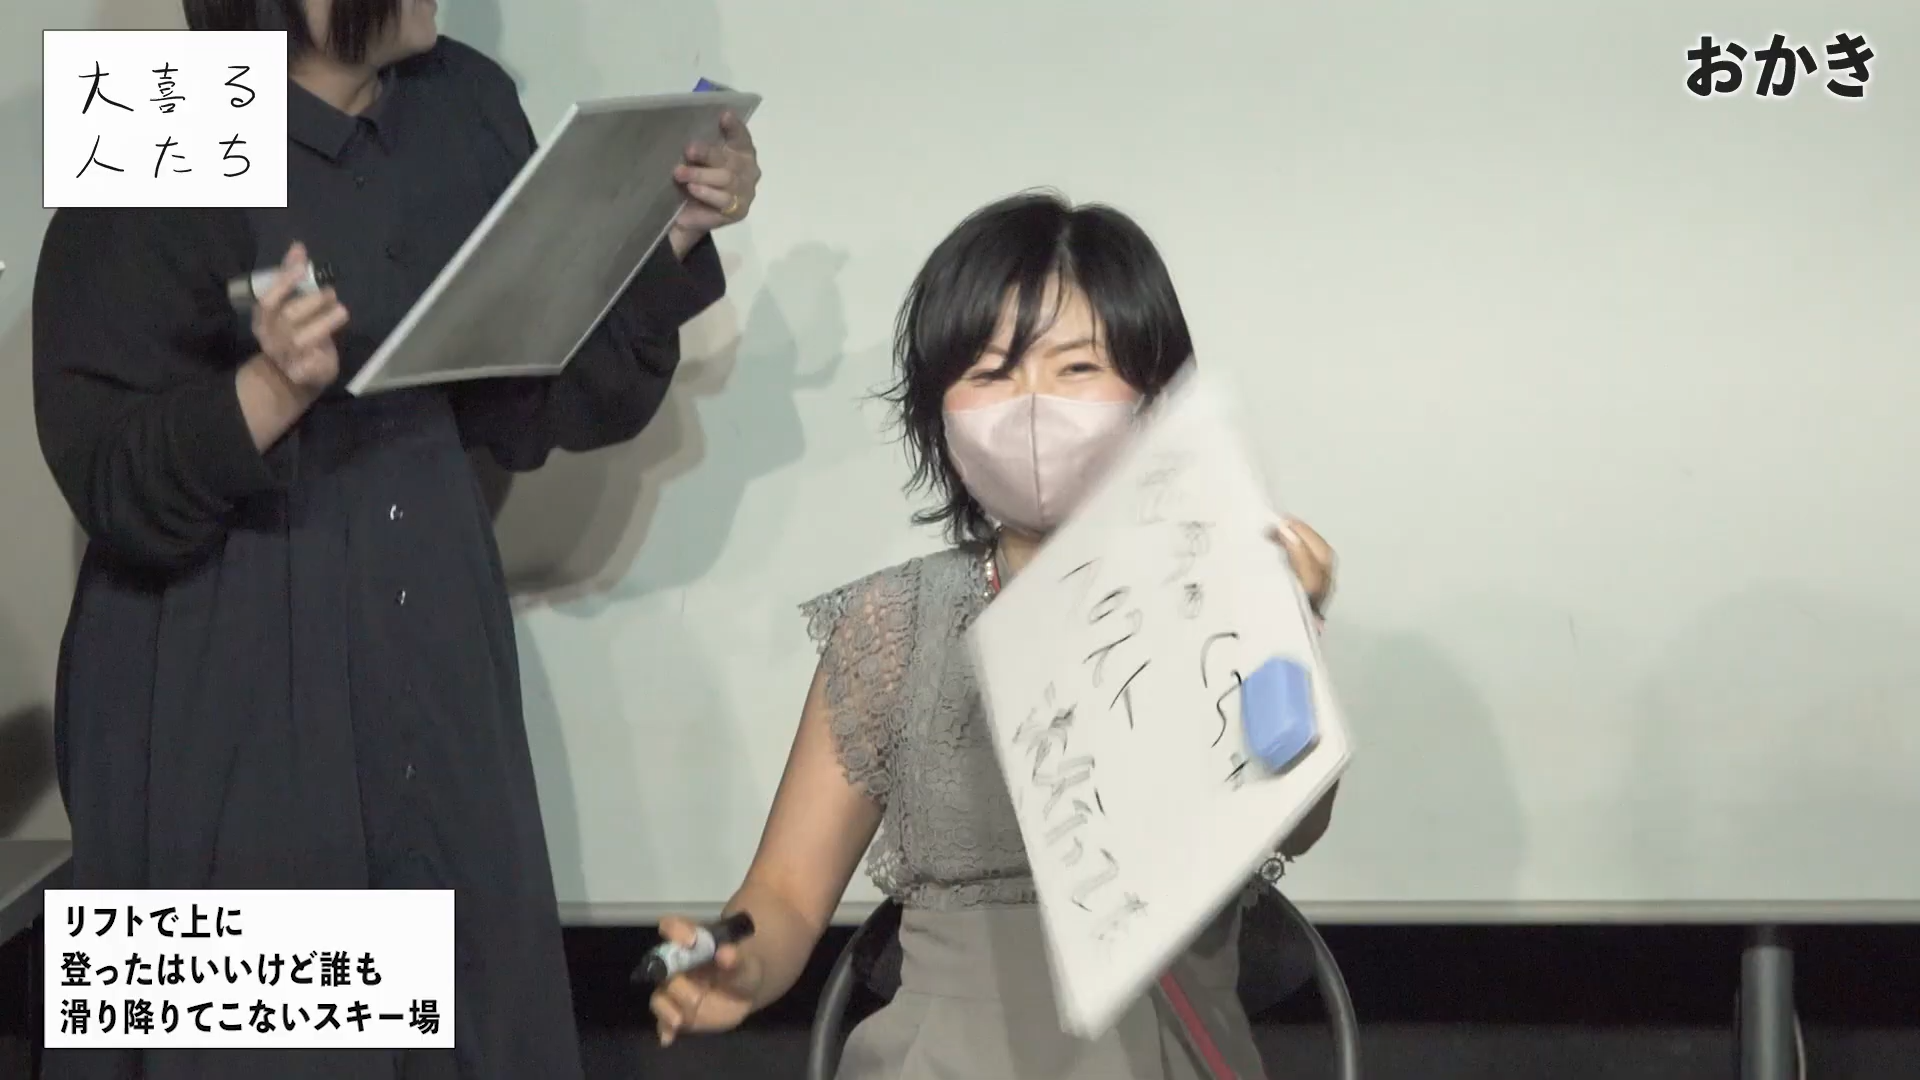 大喜る
人たち
おかき
リフトで上に
登ったはいいけど誰も
滑り降りてこないスキー場